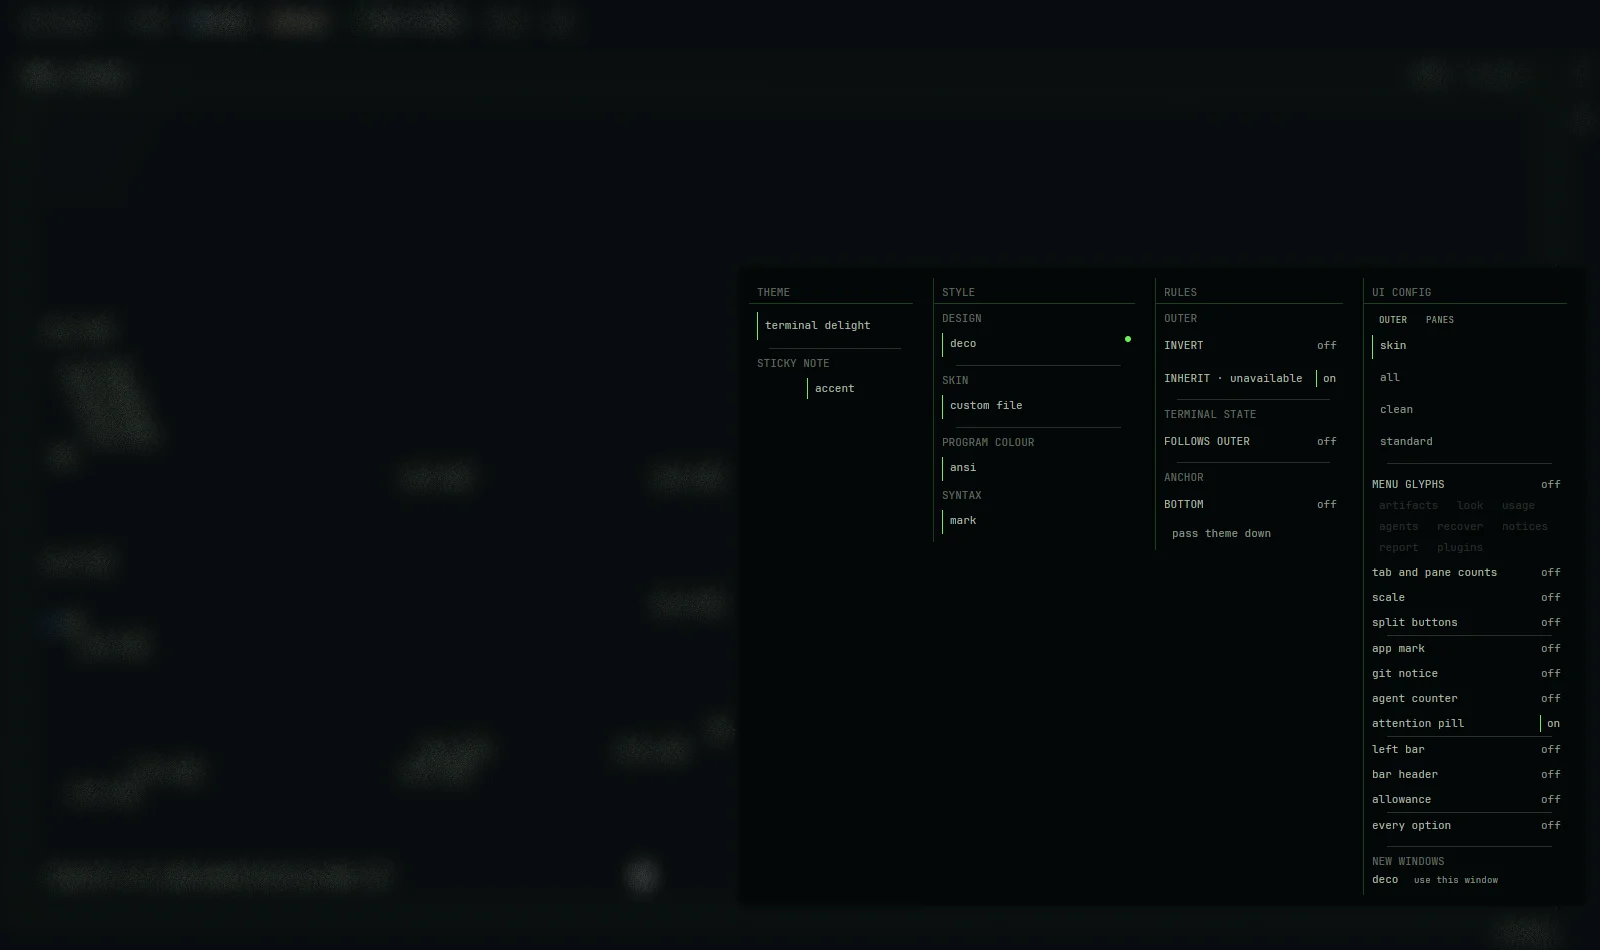 THEME
terminal delight
STICKY NOTE
accent
STYLE
DESIGN
deco
SKIN
custom file
PROGRAM COLOUR
ansi
SYNTAX
mark
RULES
OUTER
INVERT off
INHERIT · unavailable on
TERMINAL STATE
FOLLOWS OUTER off
ANCHOR
BOTTOM off
pass theme down
UI CONFIG
OUTER PANES
skin
all
clean
standard
MENU GLYPHS off
artifacts look usage
agents recover notices
report plugins
tab and pane counts off
scale off
split buttons off
app mark off
git notice off
agent counter off
attention pill on
left bar off
bar header off
allowance off
every option off
NEW WINDOWS
deco use this window